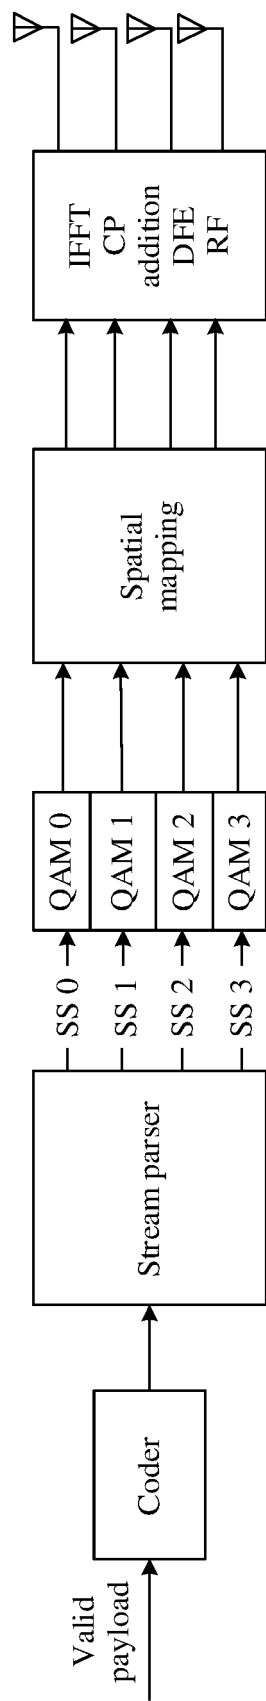 Valid
payload
Coder
Stream parser
SS 0
SS 1
SS 2
SS 3
QAM 0
QAM 1
QAM 2
QAM 3
Spatial
mapping
IFFT
CP
addition
DFE
RF